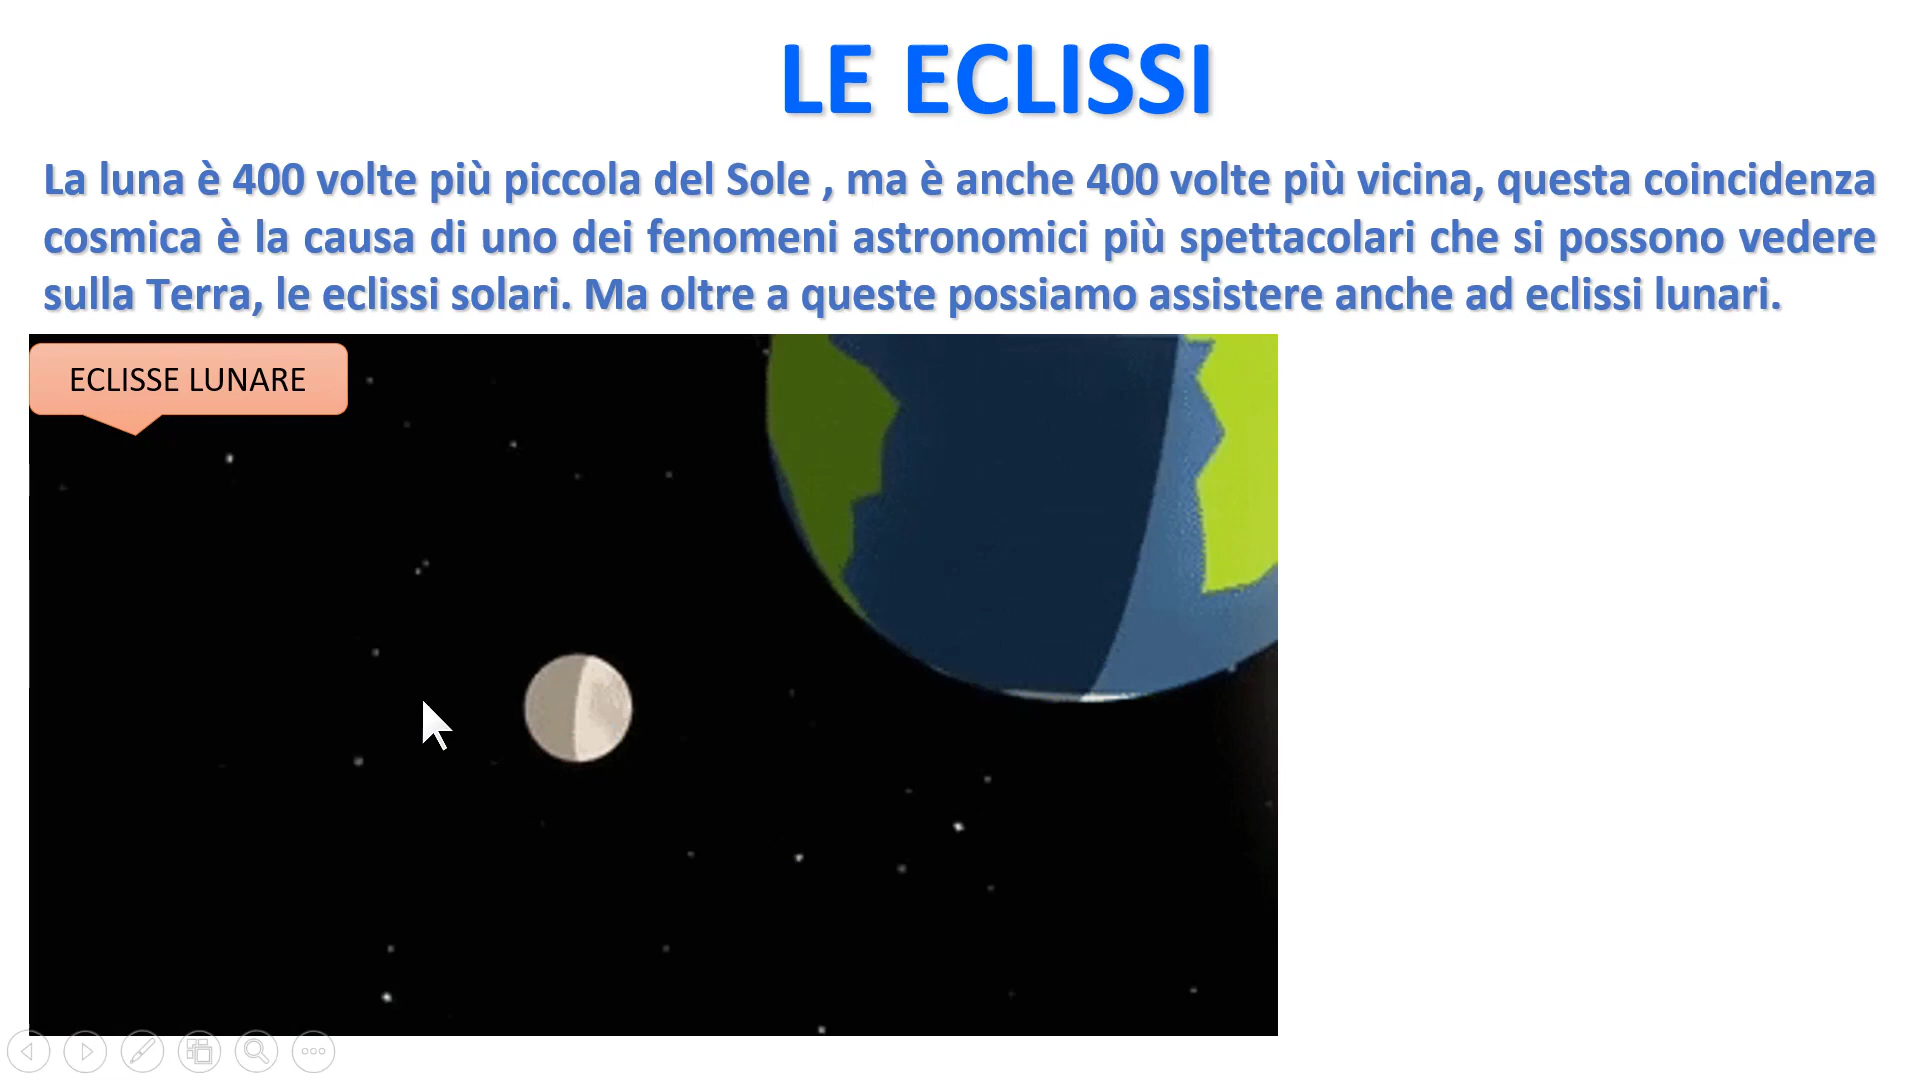 LE ECLISSI
La luna è 400 volte più piccola del Sole , ma è anche 400 volte più vicina, questa coincidenza
cosmica è la causa di uno dei fenomeni astronomici più spettacolari che si possono vedere
sulla Terra, le eclissi solari. Ma oltre a queste possiamo assistere anche ad eclissi lunari.
ECLISSE LUNARE